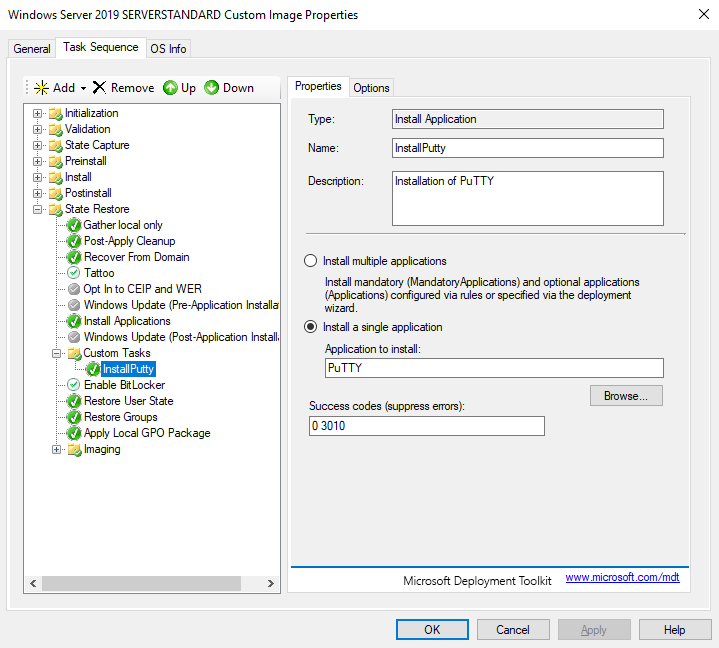 Windows Server 2019 SERVERSTANDARD Custom Image Properties
General
Task Sequence
OS Info
Add
Remove
Up
Down
Initialization
Validation
State Capture
Preinstall
Install
Postinstall
State Restore
Gather local only
Post-Apply Cleanup
Recover From Domain
Tattoo
Opt In to CEIP and WER
Windows Update (Pre-Application Installa
Install Applications
Windows Update (Post-Application Install
Custom Tasks
InstallPutty
Enable BitLocker
Restore User State
Restore Groups
Apply Local GPO Package
Imaging
Properties
Options
Type:
Install Application
Name:
InstallPutty
Description:
Installation of PuTTY
Install multiple applications
Install mandatory (MandatoryApplications) and optional applications
(Applications) configured via rules or specified via the deployment
wizard.
Install a single application
Application to install:
PuTTY
Browse...
Success codes (suppress errors):
0 3010
Microsoft Deployment Toolkit
www.microsoft.com/mdt
OK
Cancel
Apply
Help